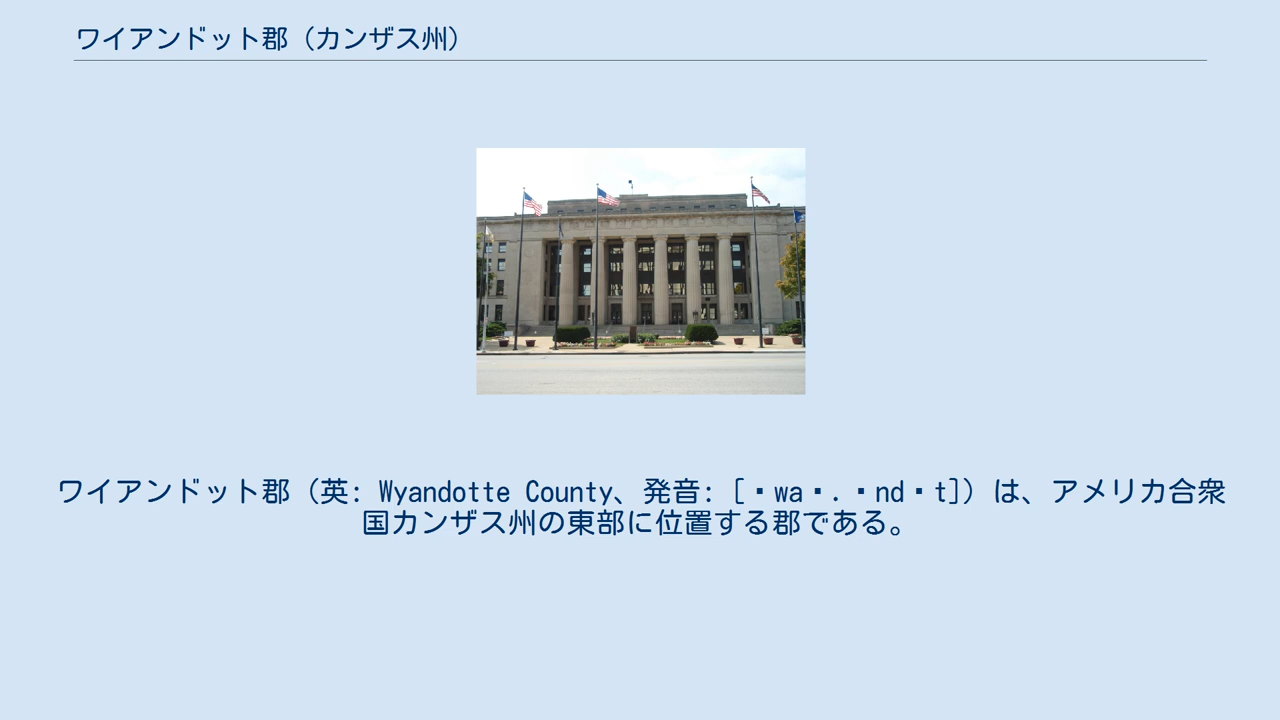 ワイアンドット郡（カンザス州）
ワイアンドット郡（英: Wyandotte County、発音: [･wa･.･nd･t]）は、アメリカ合衆
国カンザス州の東部に位置する郡である。